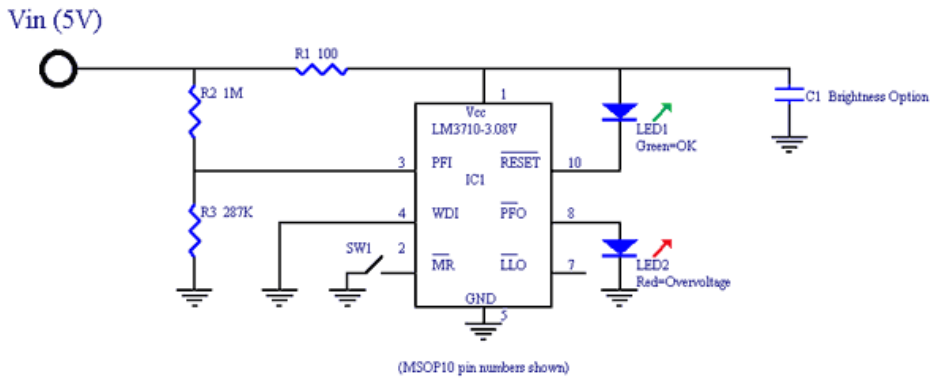 Vin (5V)
R1 100
R2 1M
1
Vcc
LM3710-3.08V
C1 Brightness Option
LED1
Green=OK
3
PFI
RESET
10
IC1
R3 287K
4
WDI
PFO
8
SW1
2
MR
LLO
7
LED2
Red=Overvoltage
GND
5
(MSOP10 pin numbers shown)